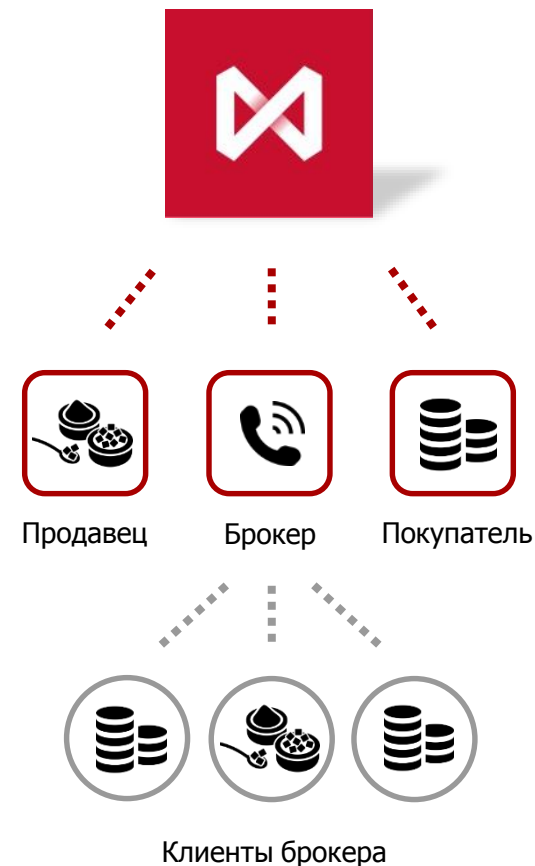 Продавец
Брокер
Покупатель
Клиенты брокера